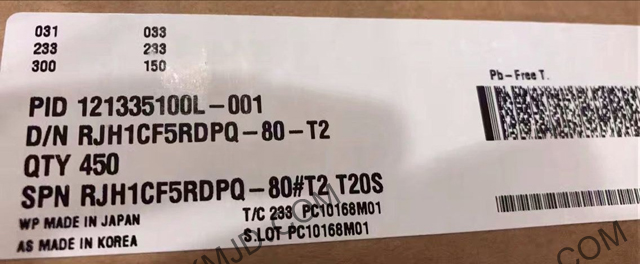 031 033
233 233
300 150
Pb-Free T.
PID 121335100L-001
D/N RJH1CF5RDPQ-80-T2
QTY 450
SPN RJH1CF5RDPQ-80#T2 T20S
WP MADE IN JAPAN T/C 233 PC10168M01
AS MADE IN KOREA S.LOT PC10168M01